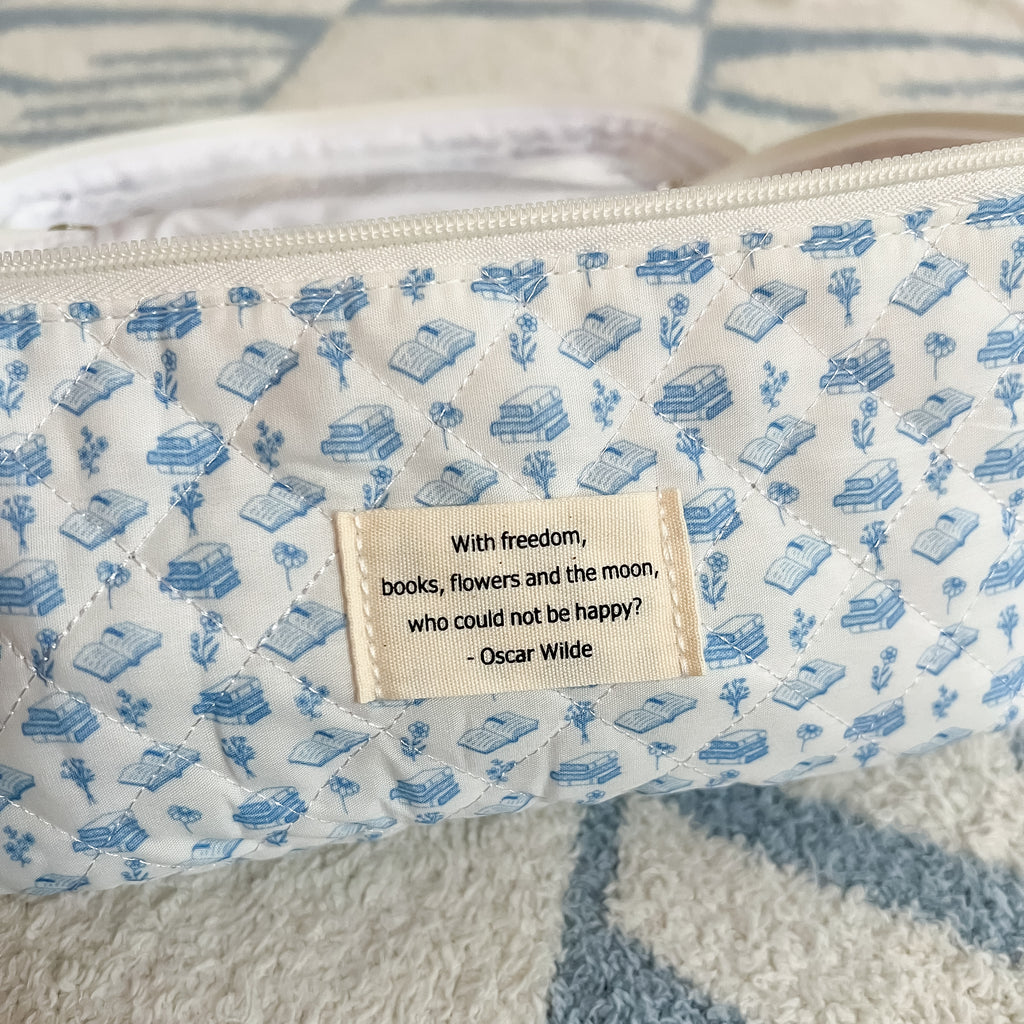 With freedom,
books, flowers and the moon,
who could not be happy?
- Oscar Wilde